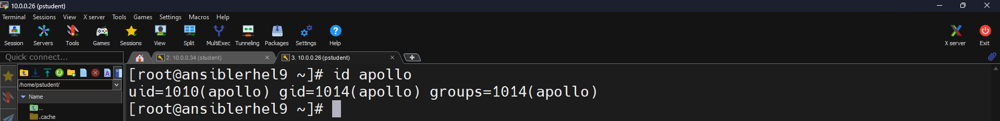 10.0.0.26 (pstudent)
Terminal Sessions View X server Tools Games Settings Macros Help
Session Servers Tools Games Sessions View Split MultiExec Tunneling Packages Settings Help X server Exit
Quick connect...
2. 10.0.0.34 (student)
3. 10.0.0.26 (pstudent)
/home/pstudent/
Name
..
.cache
[root@ansiblerhel9 ~]# id apollo
uid=1010(apollo) gid=1014(apollo) groups=1014(apollo)
[root@ansiblerhel9 ~]#